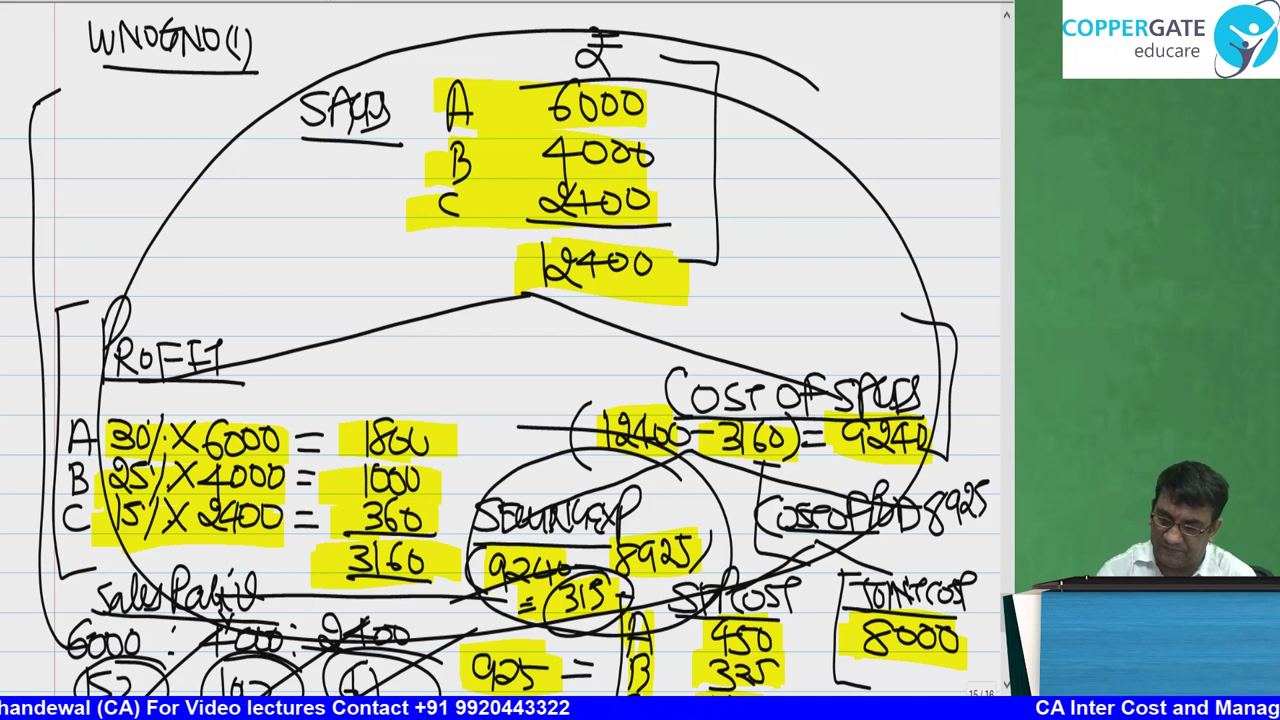 WNOGNO(1)
COPPERGATE
educare
₹
SALES A 6000
B 4000
C 2400
12400
PROFIT
COST OF SALES
(12400-3160) = 9240
A 30% X 6000 = 1800
B 25% X 4000 = 1000
C 15% X 2400 = 360
3160
SELLING EXP
9240 8925)
= 315
COST OF PROD 8925
Sales Ratio
6000 : 4000 : 2400
SPL COST
A 450
925 = B 325
JOINT COST
8000
15/16
handewal (CA) For Video lectures Contact +91 9920443322
CA Inter Cost and Manag